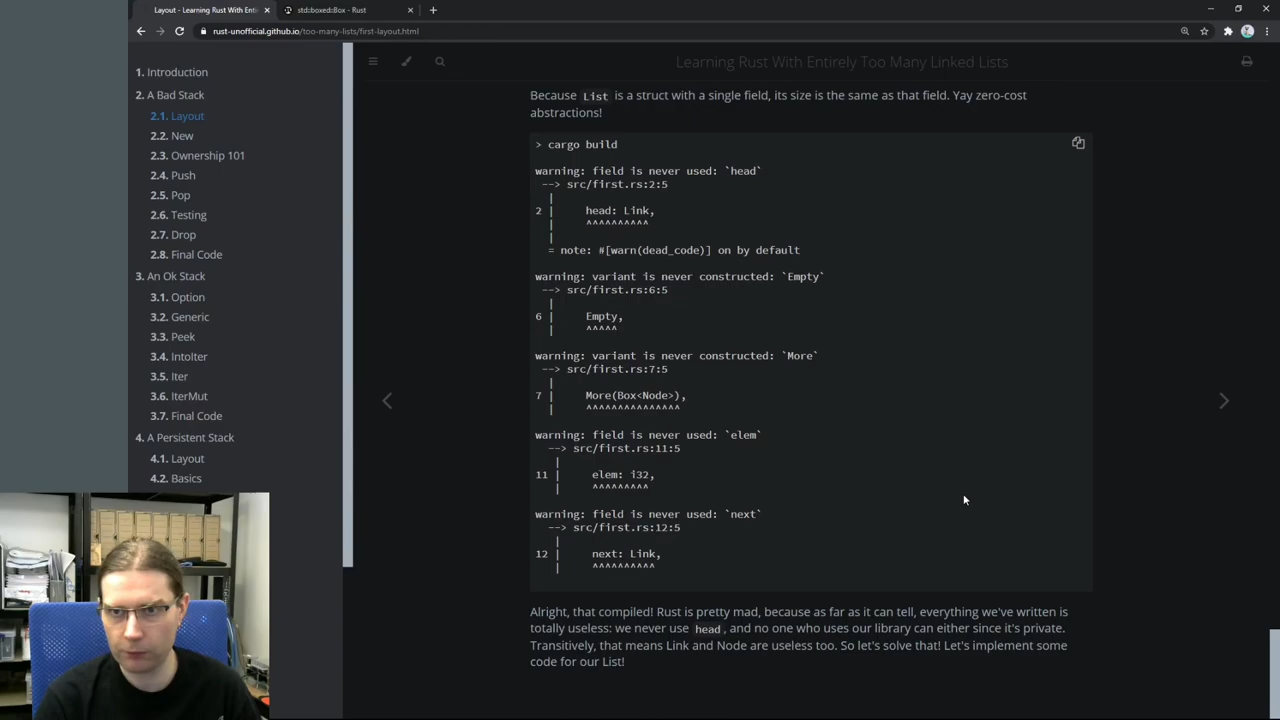 Layout - Learning Rust With Enti
std::boxed::Box - Rust
rust-unofficial.github.io/too-many-lists/first-layout.html
1. Introduction
2. A Bad Stack
2.1. Layout
2.2. New
2.3. Ownership 101
2.4. Push
2.5. Pop
2.6. Testing
2.7. Drop
2.8. Final Code
3. An Ok Stack
3.1. Option
3.2. Generic
3.3. Peek
3.4. IntoIter
3.5. Iter
3.6. IterMut
3.7. Final Code
4. A Persistent Stack
4.1. Layout
4.2. Basics
Learning Rust With Entirely Too Many Linked Lists
Because List is a struct with a single field, its size is the same as that field. Yay zero-cost
abstractions!
> cargo build
warning: field is never used: `head`
--> src/first.rs:2:5
|
2 |     head: Link,
|     ^^^^^^^^^^
|
= note: #[warn(dead_code)] on by default
warning: variant is never constructed: `Empty`
--> src/first.rs:6:5
|
6 |     Empty,
|     ^^^^^
warning: variant is never constructed: `More`
--> src/first.rs:7:5
|
7 |     More(Box<Node>),
|     ^^^^^^^^^^^^^^^
warning: field is never used: `elem`
--> src/first.rs:11:5
|
11 |     elem: i32,
|     ^^^^^^^^^
warning: field is never used: `next`
--> src/first.rs:12:5
|
12 |     next: Link,
|     ^^^^^^^^^^
Alright, that compiled! Rust is pretty mad, because as far as it can tell, everything we've written is
totally useless: we never use head, and no one who uses our library can either since it's private.
Transitively, that means Link and Node are useless too. So let's solve that! Let's implement some
code for our List!